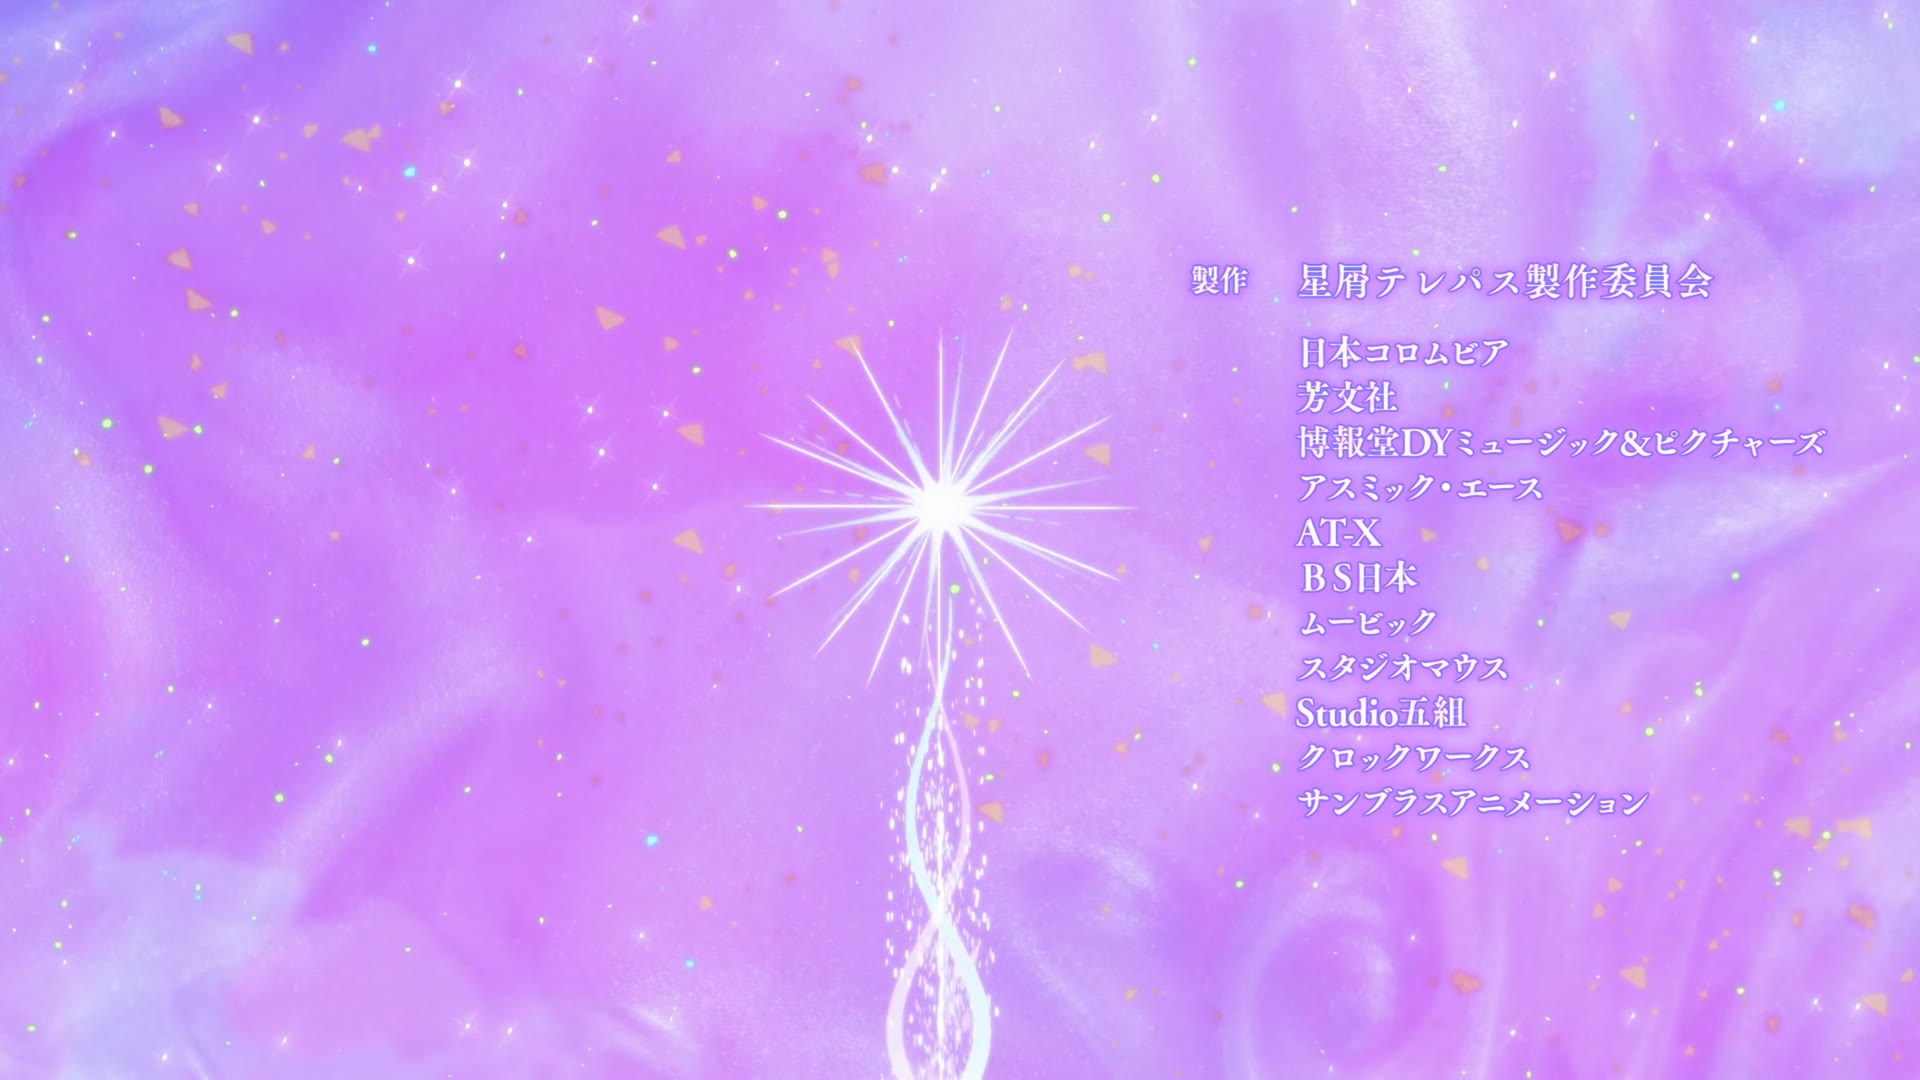 製作 星屑テレパス製作委員会
日本コロムビア
芳文社
博報堂DYミュージック&ピクチャーズ
アスミック・エース
AT-X
ＢＳ日本
ムービック
スタジオマウス
Studio五組
クロックワークス
サンブラスアニメーション